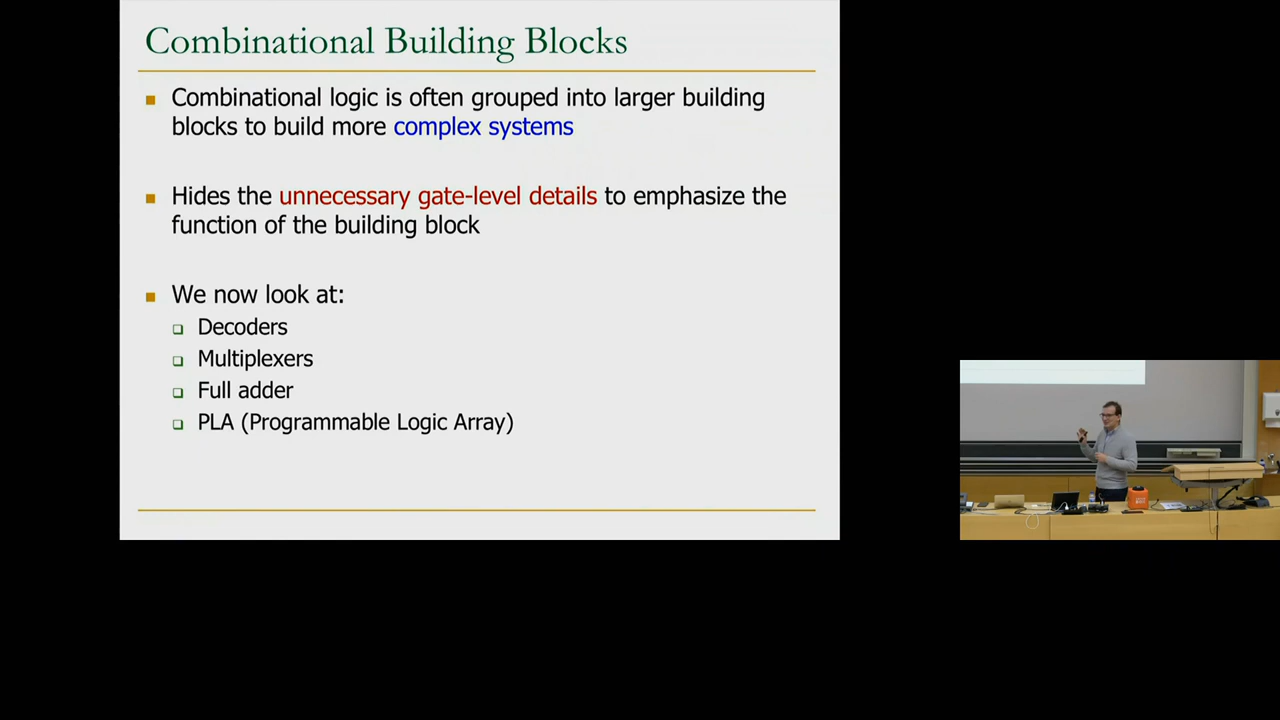 Combinational Building Blocks
Combinational logic is often grouped into larger building
blocks to build more complex systems
Hides the unnecessary gate-level details to emphasize the
function of the building block
We now look at:
Decoders
Multiplexers
Full adder
PLA (Programmable Logic Array)